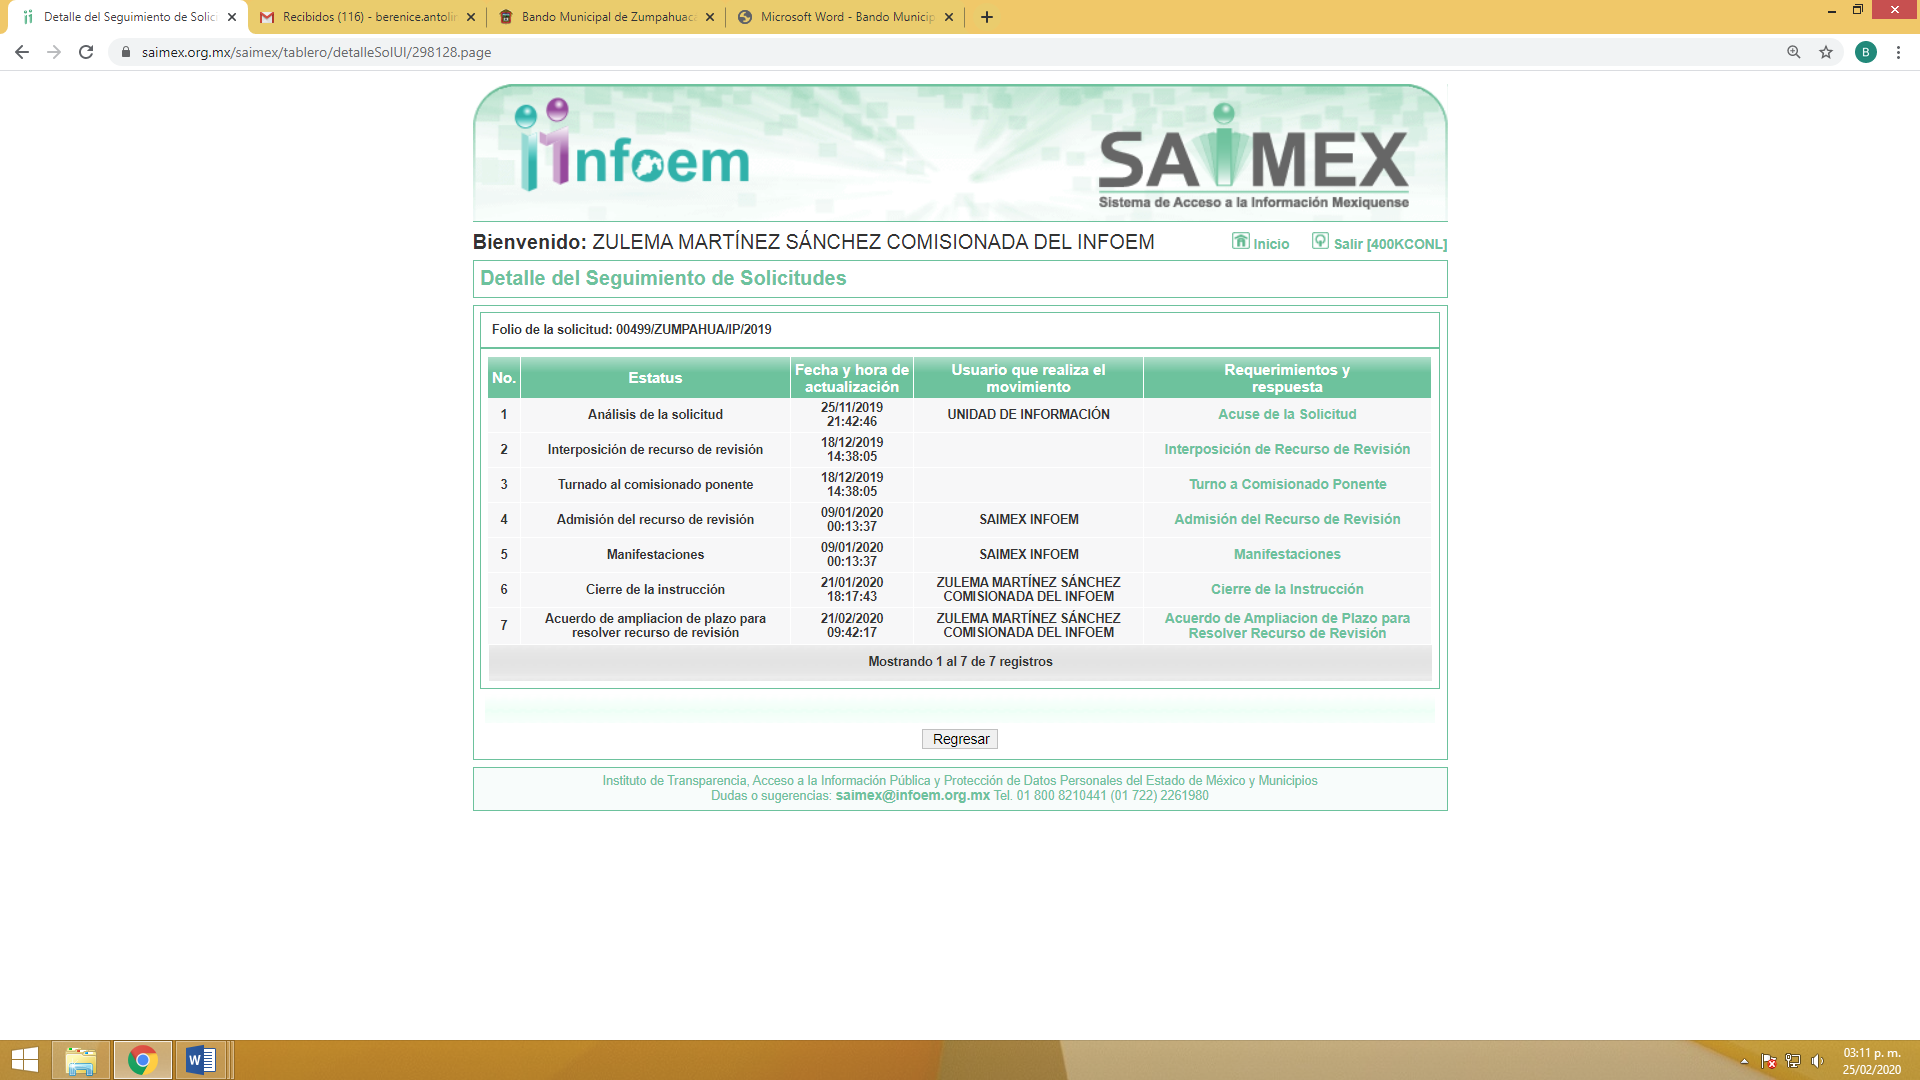 Detalle del Seguimiento de Solici
Recibidos (116) - berenice.antolin
Bando Municipal de Zumpahuac
Microsoft Word - Bando Municip
saimex.org.mx/saimex/tablero/detalleSolUI/298128.page
B
infoem
SAIMEX
Sistema de Acceso a la Información Mexiquense
Bienvenido: ZULEMA MARTÍNEZ SÁNCHEZ COMISIONADA DEL INFOEM
Inicio
Salir [400KCONL]
Detalle del Seguimiento de Solicitudes
Folio de la solicitud: 00499/ZUMPAHUA/IP/2019
No. Estatus Fecha y hora de actualización Usuario que realiza el movimiento Requerimientos y respuesta
1 Análisis de la solicitud 25/11/2019 21:42:46 UNIDAD DE INFORMACIÓN Acuse de la Solicitud
2 Interposición de recurso de revisión 18/12/2019 14:38:05 Interposición de Recurso de Revisión
3 Turnado al comisionado ponente 18/12/2019 14:38:05 Turno a Comisionado Ponente
4 Admisión del recurso de revisión 09/01/2020 00:13:37 SAIMEX INFOEM Admisión del Recurso de Revisión
5 Manifestaciones 09/01/2020 00:13:37 SAIMEX INFOEM Manifestaciones
6 Cierre de la instrucción 21/01/2020 18:17:43 ZULEMA MARTÍNEZ SÁNCHEZ COMISIONADA DEL INFOEM Cierre de la Instrucción
7 Acuerdo de ampliacion de plazo para resolver recurso de revisión 21/02/2020 09:42:17 ZULEMA MARTÍNEZ SÁNCHEZ COMISIONADA DEL INFOEM Acuerdo de Ampliacion de Plazo para Resolver Recurso de Revisión
Mostrando 1 al 7 de 7 registros
Regresar
Instituto de Transparencia, Acceso a la Información Pública y Protección de Datos Personales del Estado de México y Municipios
Dudas o sugerencias: saimex@infoem.org.mx Tel. 01 800 8210441 (01 722) 2261980
03:11 p. m.
25/02/2020